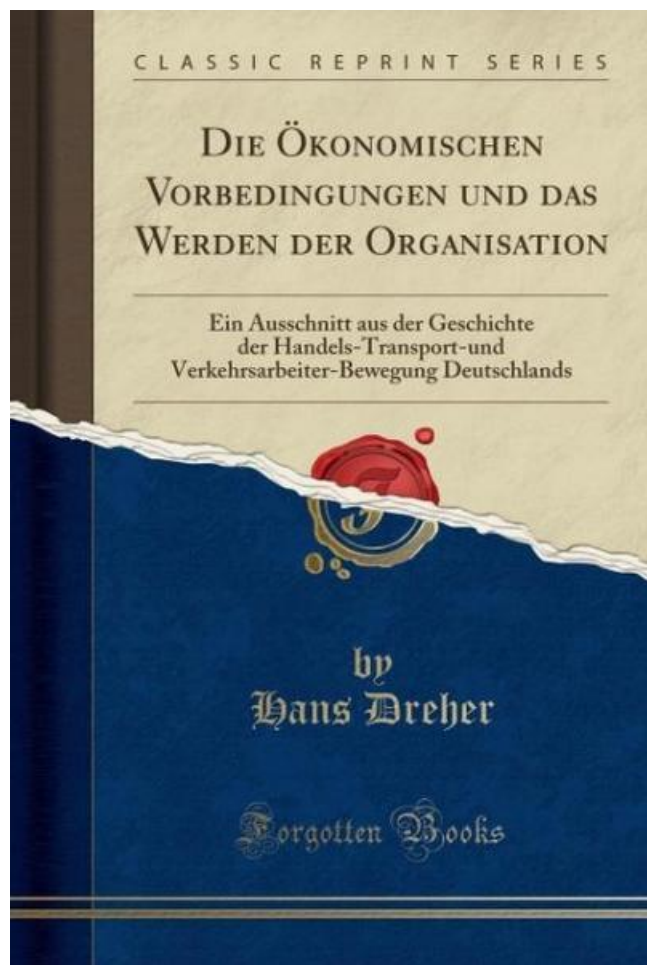 CLASSIC REPRINT SERIES
DIE ÖKONOMISCHEN
VORBEDINGUNGEN UND DAS
WERDEN DER ORGANISATION
Ein Ausschnitt aus der Geschichte
der Handels-Transport-und
Verkehrsarbeiter-Bewegung Deutschlands
by
Hans Dreher
Forgotten Books